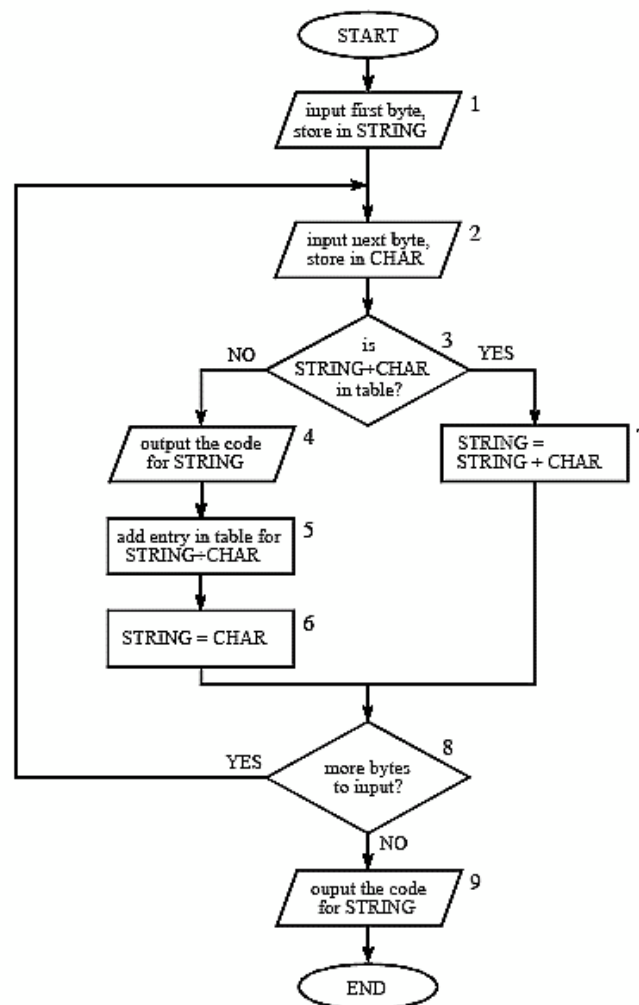 START
1
input first byte,
store in STRING
2
input next byte,
store in CHAR
3
is
STRING+CHAR
in table?
NO
YES
4
output the code
for STRING
STRING =
STRING + CHAR
5
add entry in table for
STRING+CHAR
6
STRING = CHAR
8
YES
more bytes
to input?
NO
9
ouput the code
for STRING
END